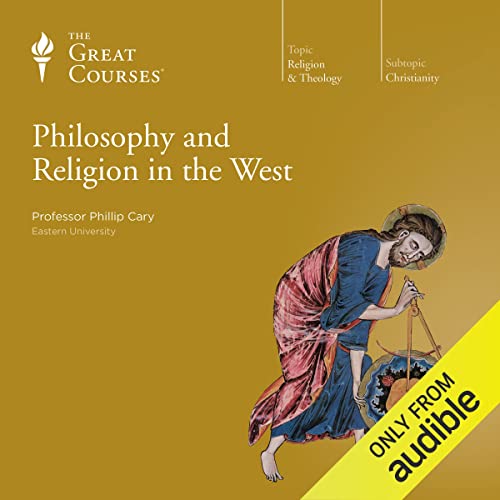 THE
GREAT
COURSES®
Topic
Religion
& Theology
Subtopic
Christianity
Philosophy and
Religion in the West
Professor Phillip Cary
Eastern University
ONLY FROM
audible